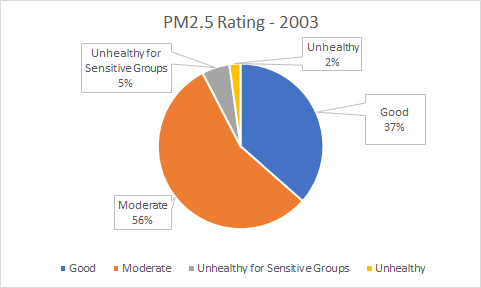 PM2.5 Rating - 2003
Unhealthy for
Sensitive Groups
5%
Unhealthy
2%
Good
37%
Moderate
56%
Good Moderate Unhealthy for Sensitive Groups Unhealthy